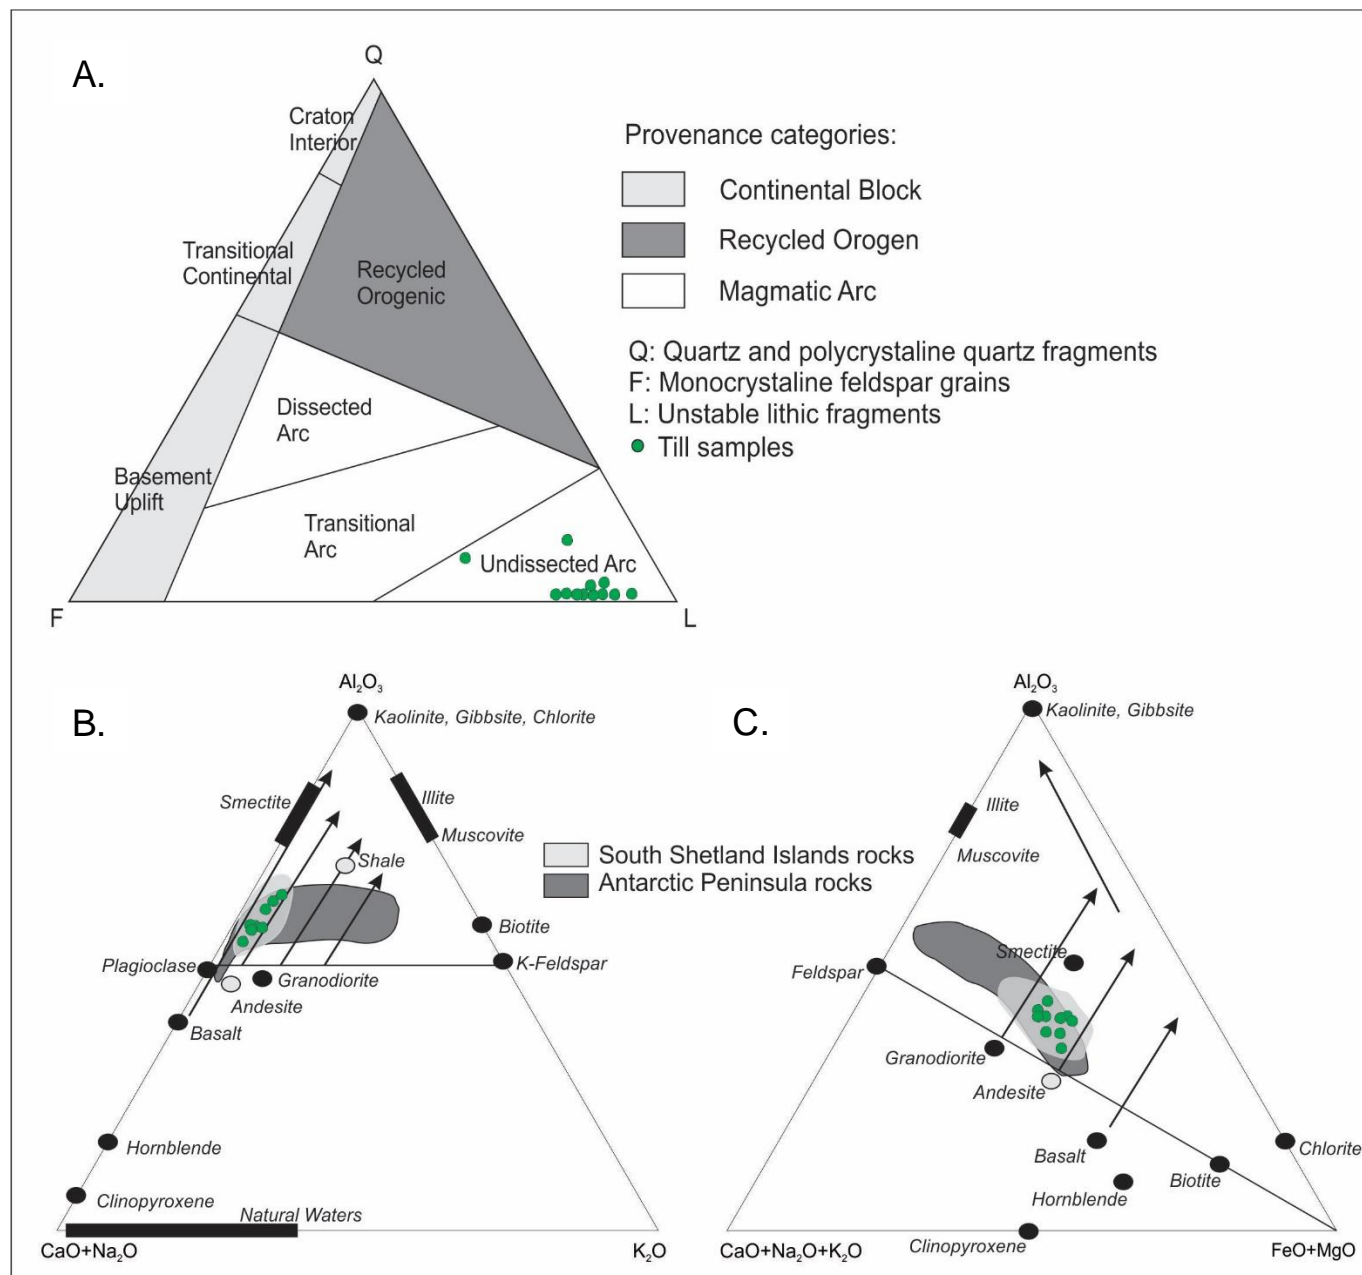 A.
Q
Craton
Interior
Provenance categories:
Continental Block
Transitional
Continental
Recycled Orogen
Recycled
Orogenic
Magmatic Arc
Q: Quartz and polycrystaline quartz fragments
F: Monocrystaline feldspar grains
L: Unstable lithic fragments
Till samples
Dissected
Arc
Basement
Uplift
Transitional
Arc
Undissected Arc
F
L
B.
Al₂O₃
Kaolinite, Gibbsite, Chlorite
Smectite
Illite
Muscovite
Shale
South Shetland Islands rocks
Antarctic Peninsula rocks
Biotite
Plagioclase
K-Feldspar
Granodiorite
Andesite
Basalt
Hornblende
Clinopyroxene
Natural Waters
CaO+Na₂O
K₂O
C.
Al₂O₃
Kaolinite, Gibbsite
Illite
Muscovite
Smectite
Feldspar
Granodiorite
Andesite
Basalt
Chlorite
Biotite
Hornblende
Clinopyroxene
CaO+Na₂O+K₂O
FeO+MgO